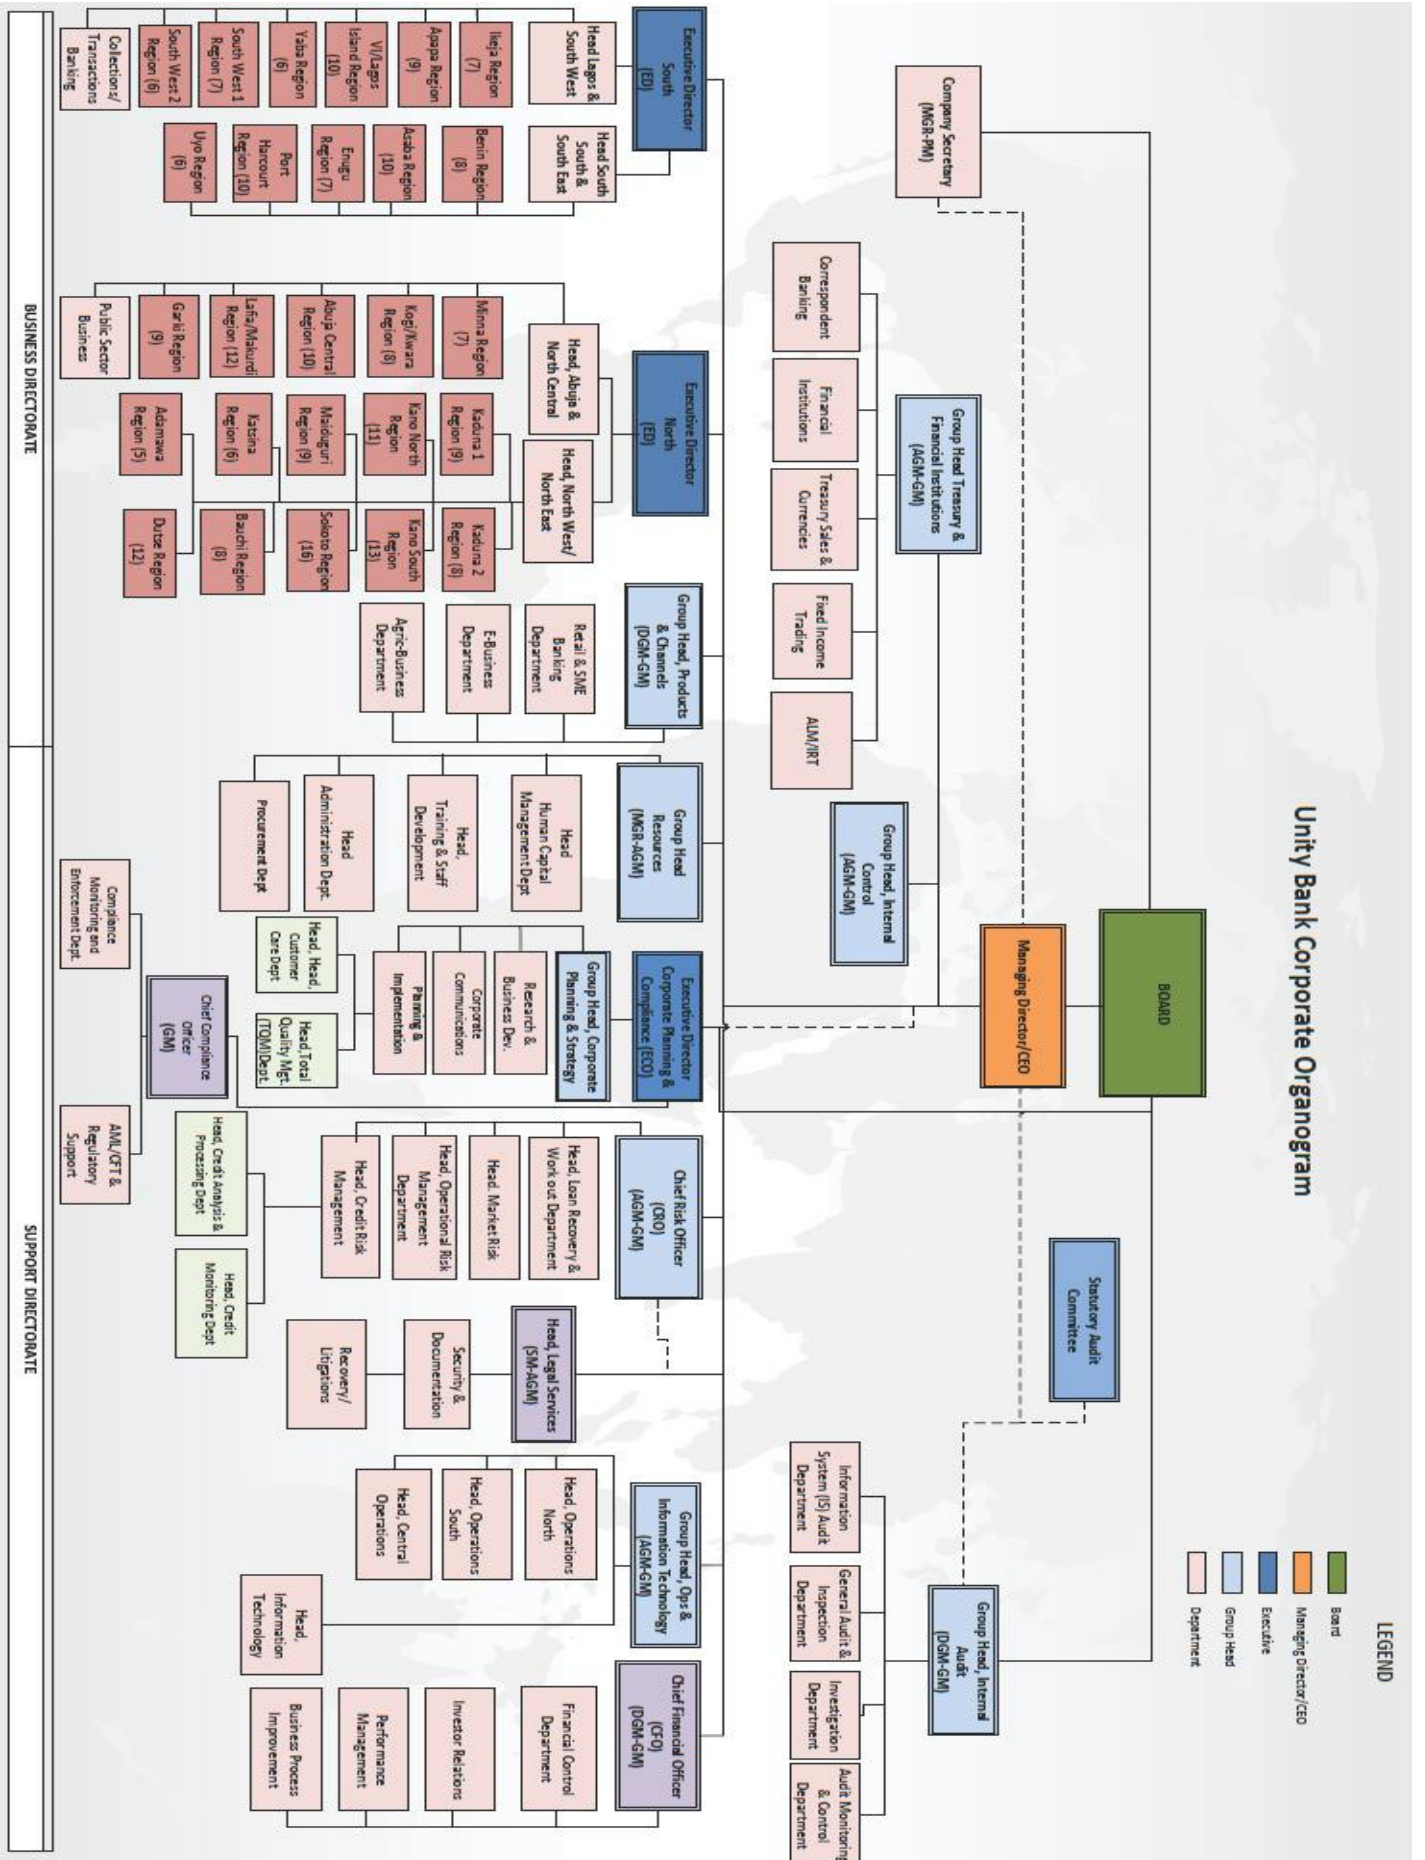 Unity Bank Corporate Organogram
LEGEND
Board
Managing Director/CEO
Executive
Group Head
Department
BOARD
Statutory Audit
Committee
Managing Director/CEO
Company Secretary
(MGR-PM)
Group Head Treasury &
Financial Institutions
(AGM-GM)
Group Head, Internal
Control
(AGM-GM)
Group Head, Internal
Audit
(DGM-GM)
Correspondent
Banking
Financial
Institutions
Treasury Sales &
Currencies
Fixed Income
Trading
ALM/IRT
Information
System (IS) Audit
Department
General Audit &
Inspection
Department
Investigation
Department
Audit Monitoring
& Control
Department
Executive Director
South
(ED)
Head Lagos &
South West
Head South
South &
South East
Ikeja Region
(7)
Apapa Region
(9)
VI/Lagos
Island Region
(10)
Yaba Region
(6)
South West 1
Region (7)
South West 2
Region (6)
Collections/
Transactions
Banking
Benin Region
(8)
Asaba Region
(10)
Enugu
Region (7)
Port
Harcourt
Region (10)
Uyo Region
(6)
Executive Director
North
(ED)
Head, Abuja &
North Central
Head, North West/
North East
Minna Region
(7)
Kogi/Kwara
Region (8)
Abuja Central
Region (10)
Lafia/Makurdi
Region (12)
Garki Region
(9)
Public Sector
Business
Kaduna 1
Region (9)
Kano North
Region
(11)
Maiduguri
Region (9)
Katsina
Region (6)
Adamawa
Region (5)
Kaduna 2
Region (8)
Kano South
Region
(13)
Sokoto Region
(16)
Bauchi Region
(8)
Dutse Region
(12)
Group Head, Products
& Channels
(DGM-GM)
Retail & SME
Banking
Department
E-Business
Department
Agric-Business
Department
Group Head
Resources
(MGR-AGM)
Head
Human Capital
Management Dept
Head,
Training & Staff
Development
Head
Administration Dept.
Procurement Dept
Executive Director
Corporate Planning &
Compliance (ECO)
Group Head, Corporate
Planning & Strategy
Research &
Business Dev.
Corporate
Communications
Planning &
Implementation
Head, Head,
Customer
Care Dept
Head, Total
Quality Mgt.
(TQM)Dept.
Chief Compliance
Officer
(GM)
Compliance
Monitoring and
Enforcement Dept.
AML/CFT &
Regulatory
Support
Chief Risk Officer
(CRO)
(AGM-GM)
Head, Loan Recovery &
Work out Department
Head. Market Risk
Head, Operational Risk
Management
Department
Head, Credit Risk
Management
Head, Credit Analysis &
Processing Dept
Head, Credit
Monitoring Dept
Head, Legal Services
(SM-AGM)
Security &
Documentation
Recovery/
Litigations
Group Head, Ops &
Information Technology
(AGM-GM)
Head, Operations
North
Head, Operations
South
Head, Central
Operations
Head,
Information
Technology
Chief Financial Officer
(CFO)
(DGM-GM)
Financial Control
Department
Investor Relations
Performance
Management
Business Process
Improvement
BUSINESS DIRECTORATE
SUPPORT DIRECTORATE